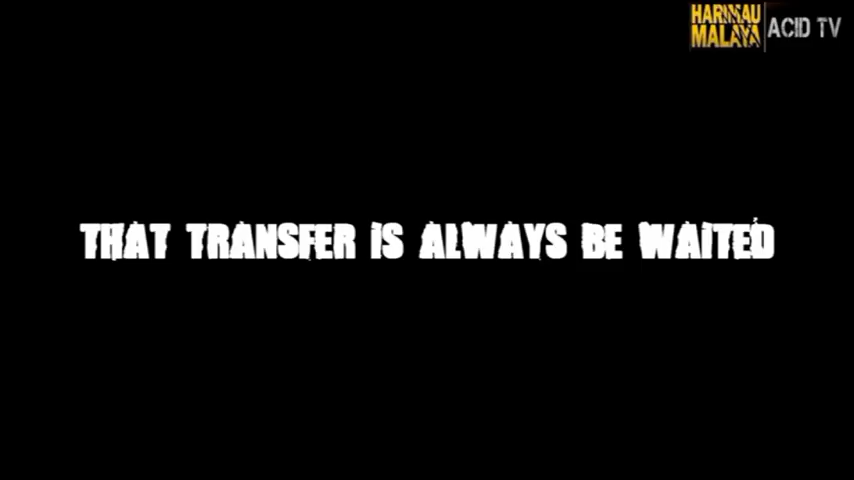 HARIMAU
MALAYA
ACID TV
THAT TRANSFER IS ALWAYS BE WAITED